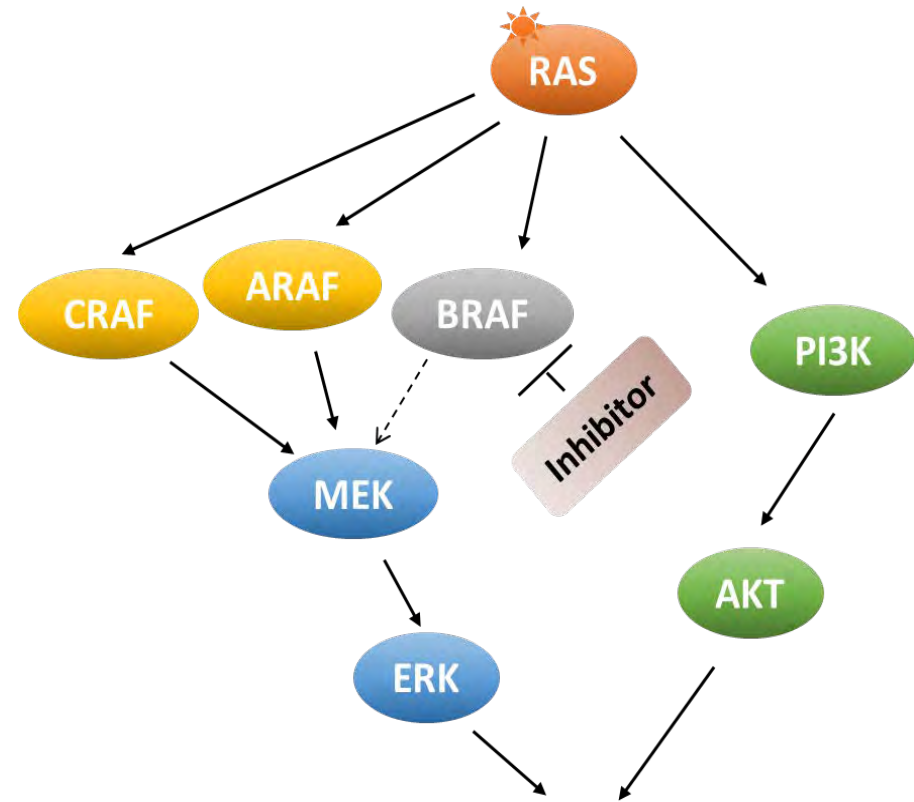 RAS
CRAF
ARAF
BRAF
PI3K
Inhibitor
MEK
AKT
ERK